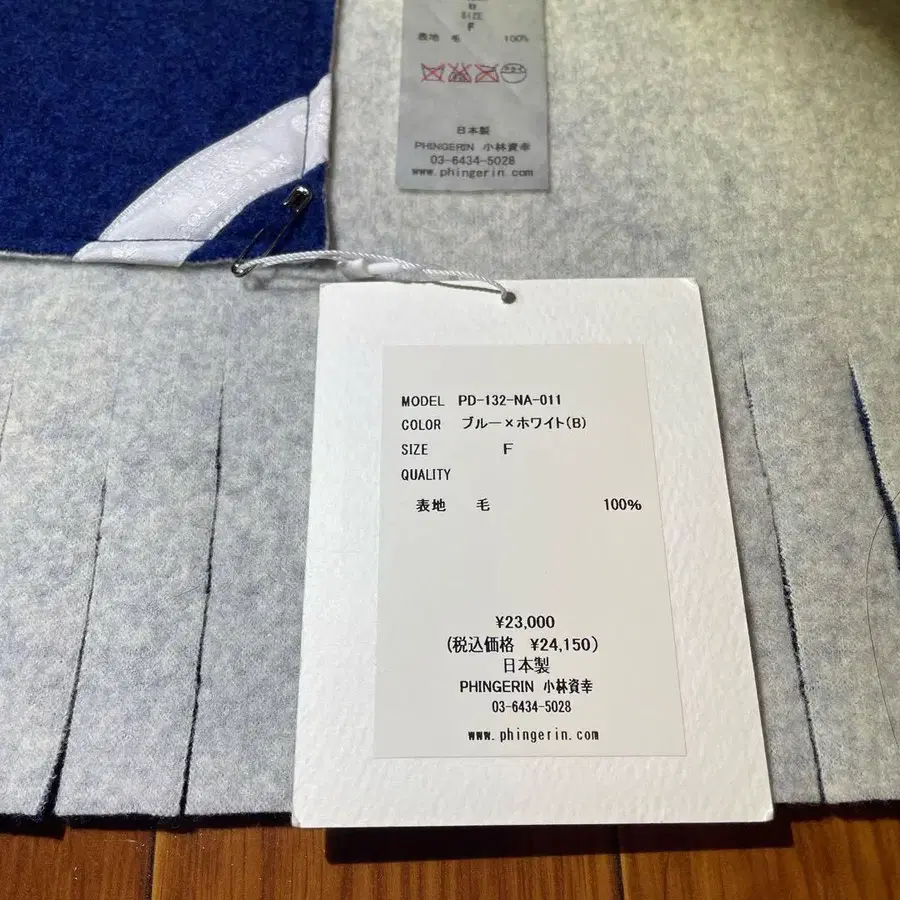 SIZE
F
表地 毛 100%
日本製
PHINGERIN 小林資幸
03-6434-5028
www.phingerin.com
MODEL PD-132-NA-011
COLOR ブルー×ホワイト(B)
SIZE F
QUALITY
表地 毛 100%
¥23,000
(税込価格 ¥24,150)
日本製
PHINGERIN 小林資幸
03-6434-5028
www.phingerin.com